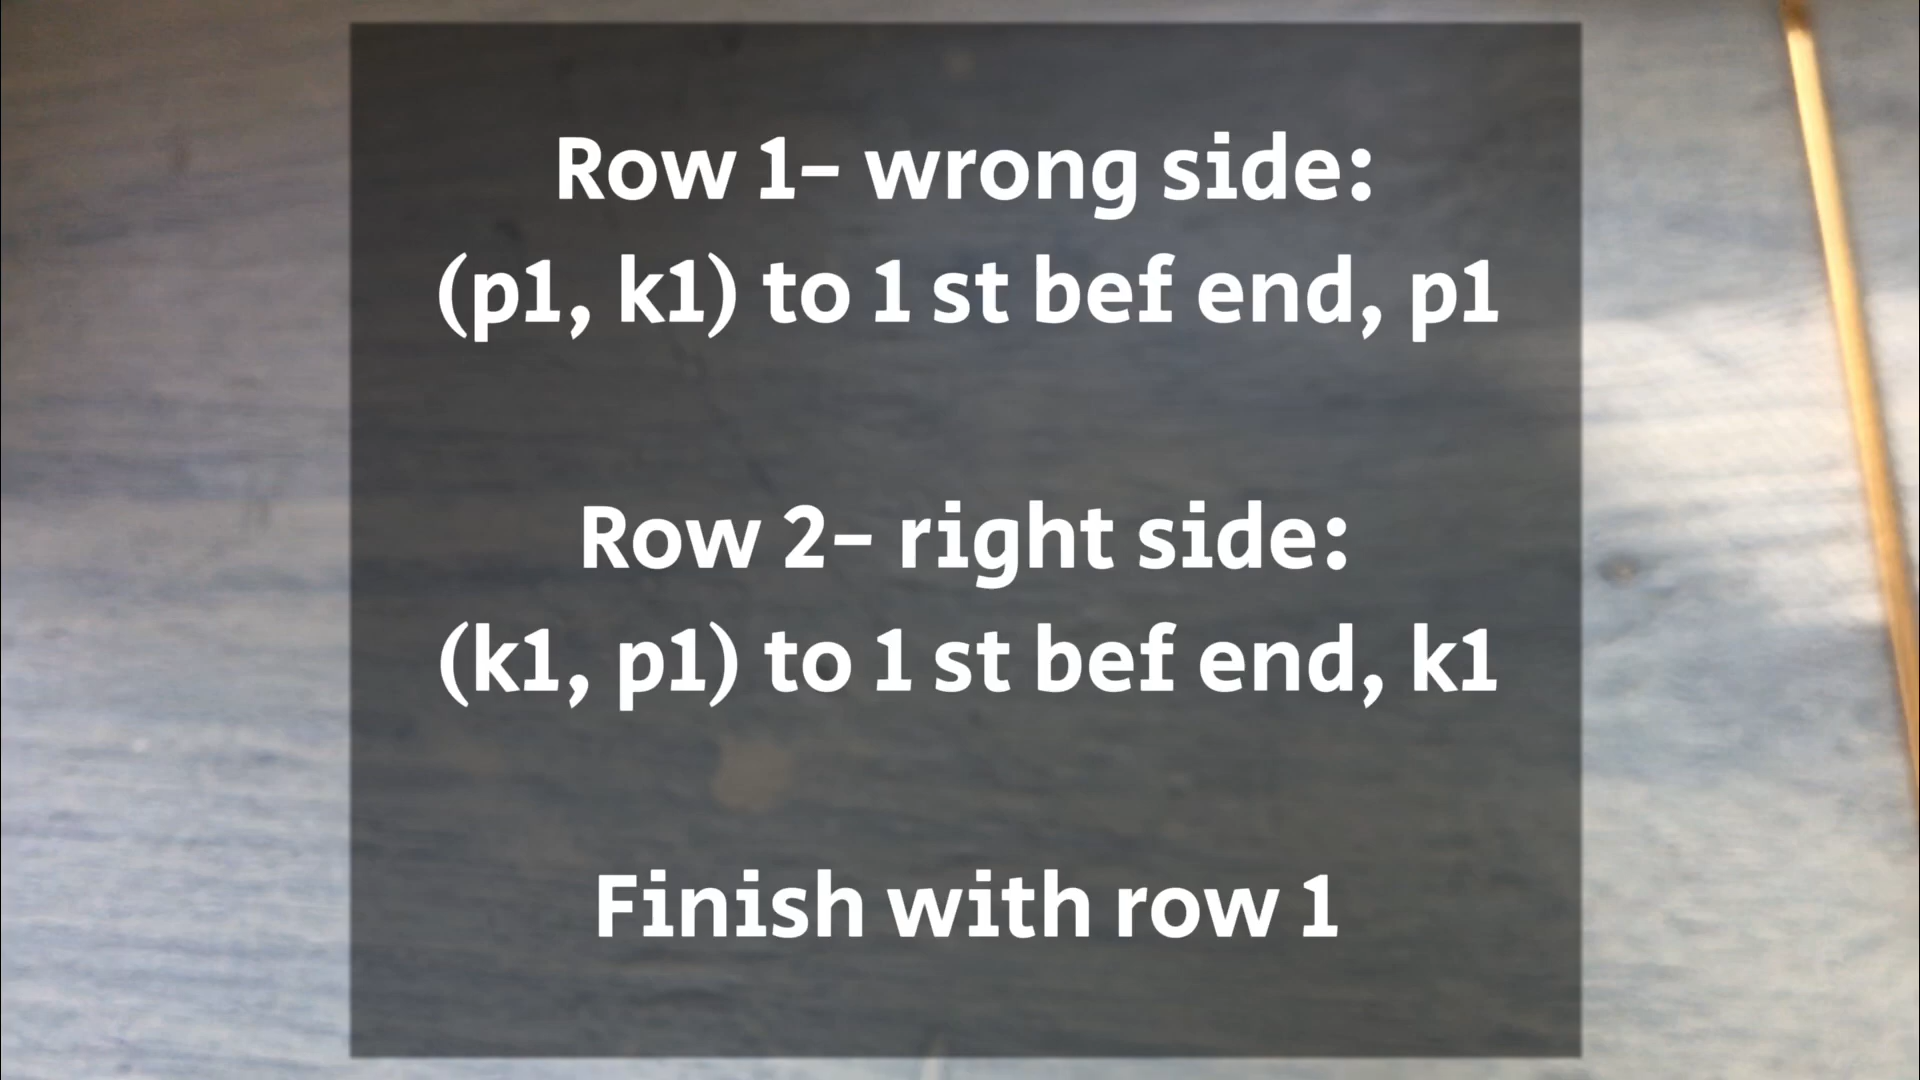 Row 1– wrong side:
(p1, k1) to 1 st bef end, p1
Row 2– right side:
(k1, p1) to 1 st bef end, k1
Finish with row 1